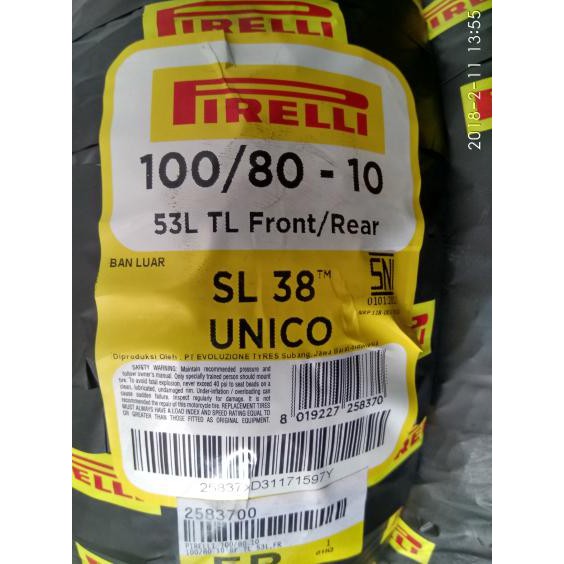 PIRELLI
2018-2-11 13:55
PIRELLI
100/80 - 10
53L TL Front/Rear
BAN LUAR
SNI
SL 38™
UNICO
Diproduksi Oleh : PT EVOLUZIONE TYRES Subang, Jawa Barat-Indonesia
SAFETY WARNING: Maintain recommended pressure and
follow owner's manual. Only specially trained person should mount
tire. To avoid fatal explosion, never exceed 40 psi to seat beads on a
clean, lubricated, undamaged rim. Under-inflation / overloading can
cause sudden failure. Inspect regularly for damage. It is not
recommended the repair of this motorcycle tire. REPLACEMENT TIRES
MUST ALWAYS HAVE A LOAD INDEX AND SPEED RATING EQUAL TO
OR GREATER THAN THOSE FITTED AS ORIGINAL EQUIPMENT.
8 019227 258370
2583700
PIRELLI 100/80-10